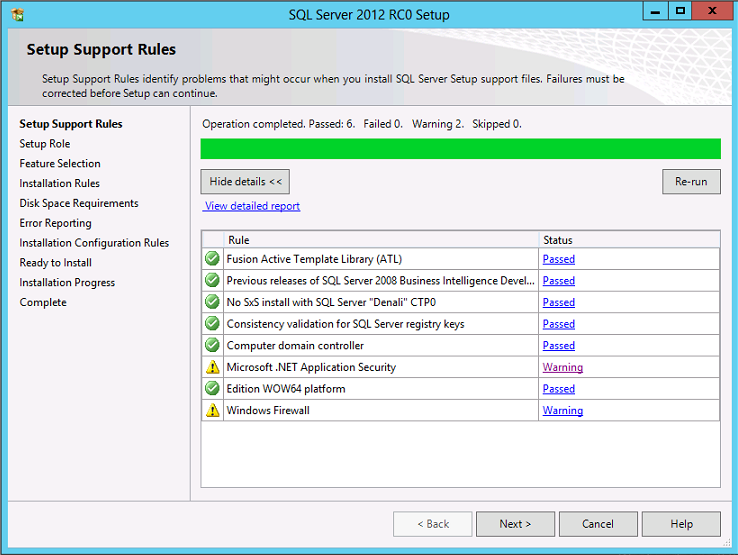 SQL Server 2012 RC0 Setup
Setup Support Rules
Setup Support Rules identify problems that might occur when you install SQL Server Setup support files. Failures must be
corrected before Setup can continue.
Setup Support Rules
Setup Role
Feature Selection
Installation Rules
Disk Space Requirements
Error Reporting
Installation Configuration Rules
Ready to Install
Installation Progress
Complete
Operation completed. Passed: 6. Failed 0. Warning 2. Skipped 0.
Hide details <<
Re-run
View detailed report
Rule Status
Fusion Active Template Library (ATL) Passed
Previous releases of SQL Server 2008 Business Intelligence Devel... Passed
No SxS install with SQL Server "Denali" CTP0 Passed
Consistency validation for SQL Server registry keys Passed
Computer domain controller Passed
Microsoft .NET Application Security Warning
Edition WOW64 platform Passed
Windows Firewall Warning
< Back Next > Cancel Help